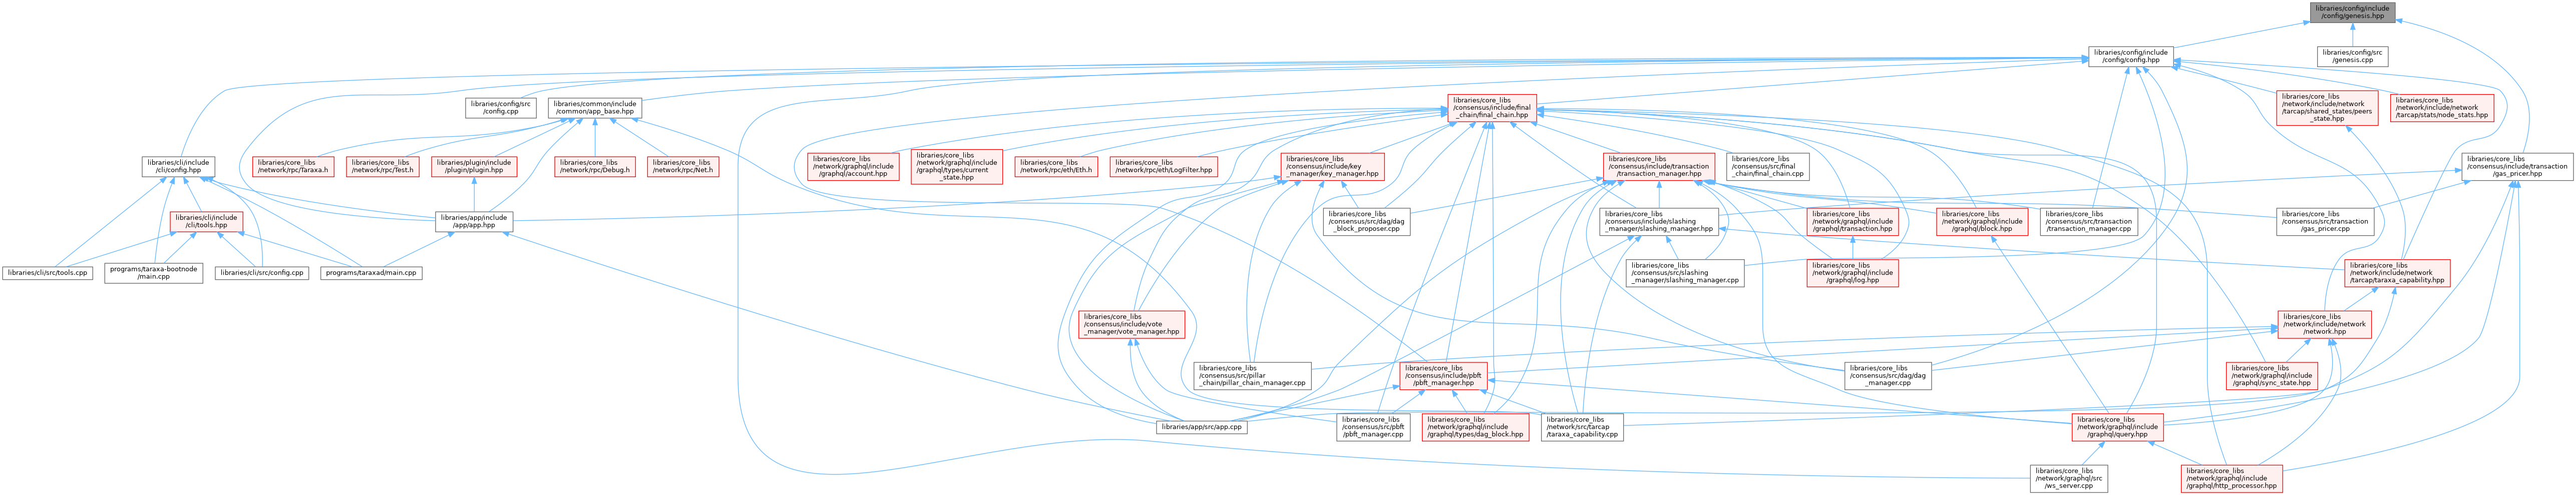 libraries/config/include
/config/genesis.hpp
libraries/config/include
/config/config.hpp
libraries/config/src
/genesis.cpp
libraries/config/src
/config.cpp
libraries/common/include
/common/app_base.hpp
libraries/core_libs
/consensus/include/final
_chain/final_chain.hpp
libraries/core_libs
/network/include/network
/tarcap/shared_states/peers
_state.hpp
libraries/core_libs
/network/include/network
/tarcap/stats/node_stats.hpp
libraries/cli/include
/cli/config.hpp
libraries/core_libs
/network/rpc/Taraxa.h
libraries/core_libs
/network/rpc/Test.h
libraries/plugin/include
/plugin/plugin.hpp
libraries/core_libs
/network/rpc/Debug.h
libraries/core_libs
/network/rpc/Net.h
libraries/core_libs
/network/graphql/include
/graphql/account.hpp
libraries/core_libs
/network/graphql/include
/graphql/types/current
_state.hpp
libraries/core_libs
/network/rpc/eth/Eth.h
libraries/core_libs
/network/rpc/eth/LogFilter.hpp
libraries/core_libs
/consensus/include/key
_manager/key_manager.hpp
libraries/core_libs
/consensus/include/transaction
/transaction_manager.hpp
libraries/core_libs
/consensus/src/final
_chain/final_chain.cpp
libraries/core_libs
/consensus/include/transaction
/gas_pricer.hpp
libraries/cli/include
/cli/tools.hpp
libraries/app/include
/app/app.hpp
libraries/core_libs
/consensus/src/dag/dag
_block_proposer.cpp
libraries/core_libs
/consensus/include/slashing
_manager/slashing_manager.hpp
libraries/core_libs
/network/graphql/include
/graphql/transaction.hpp
libraries/core_libs
/network/graphql/include
/graphql/block.hpp
libraries/core_libs
/consensus/src/transaction
/transaction_manager.cpp
libraries/core_libs
/consensus/src/transaction
/gas_pricer.cpp
libraries/cli/src/tools.cpp
programs/taraxa-bootnode
/main.cpp
libraries/cli/src/config.cpp
programs/taraxad/main.cpp
libraries/core_libs
/consensus/src/slashing
_manager/slashing_manager.cpp
libraries/core_libs
/network/graphql/include
/graphql/log.hpp
libraries/core_libs
/network/include/network
/tarcap/taraxa_capability.hpp
libraries/core_libs
/consensus/include/vote
_manager/vote_manager.hpp
libraries/core_libs
/network/include/network
/network.hpp
libraries/core_libs
/consensus/src/pillar
_chain/pillar_chain_manager.cpp
libraries/core_libs
/consensus/include/pbft
/pbft_manager.hpp
libraries/core_libs
/consensus/src/dag/dag
_manager.cpp
libraries/core_libs
/network/graphql/include
/graphql/sync_state.hpp
libraries/app/src/app.cpp
libraries/core_libs
/consensus/src/pbft
/pbft_manager.cpp
libraries/core_libs
/network/graphql/include
/graphql/types/dag_block.hpp
libraries/core_libs
/network/src/tarcap
/taraxa_capability.cpp
libraries/core_libs
/network/graphql/include
/graphql/query.hpp
libraries/core_libs
/network/graphql/src
/ws_server.cpp
libraries/core_libs
/network/graphql/include
/graphql/http_processor.hpp